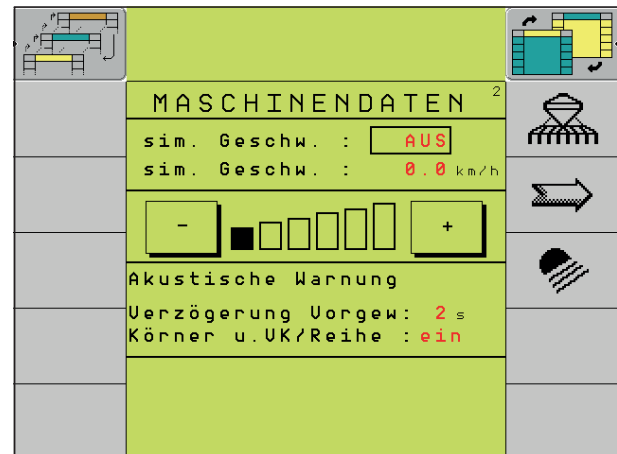 MASCHINENDATEN 2
sim. Geschw. : AUS
sim. Geschw. : 0.0 km/h
- +
Akustische Warnung
Verzögerung Vorgew: 2 s
Körner u.VK/Reihe : ein